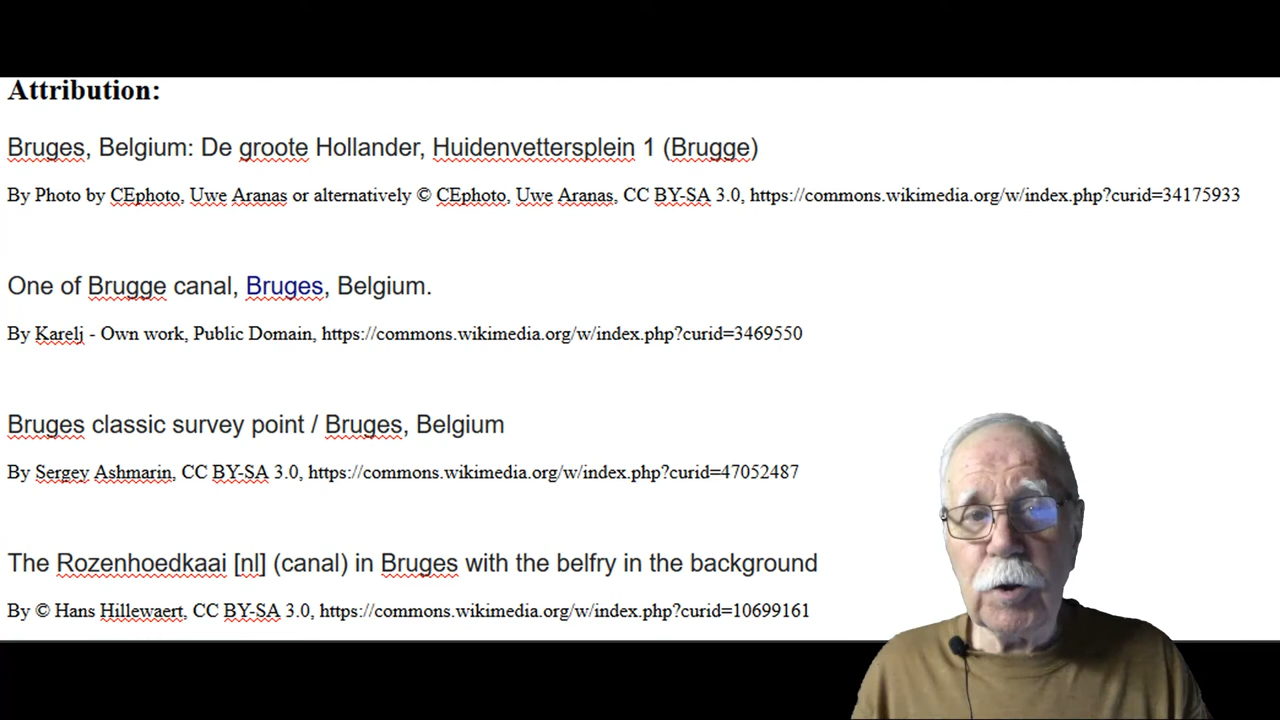 Attribution:
Bruges, Belgium: De groote Hollander, Huidenvettersplein 1 (Brugge)
By Photo by CEphoto, Uwe Aranas or alternatively © CEphoto, Uwe Aranas, CC BY-SA 3.0, https://commons.wikimedia.org/w/index.php?curid=34175933
One of Brugge canal, Bruges, Belgium.
By Karelj - Own work, Public Domain, https://commons.wikimedia.org/w/index.php?curid=3469550
Bruges classic survey point / Bruges, Belgium
By Sergey Ashmarin, CC BY-SA 3.0, https://commons.wikimedia.org/w/index.php?curid=47052487
The Rozenhoedkaai [nl] (canal) in Bruges with the belfry in the background
By © Hans Hillewaert, CC BY-SA 3.0, https://commons.wikimedia.org/w/index.php?curid=10699161